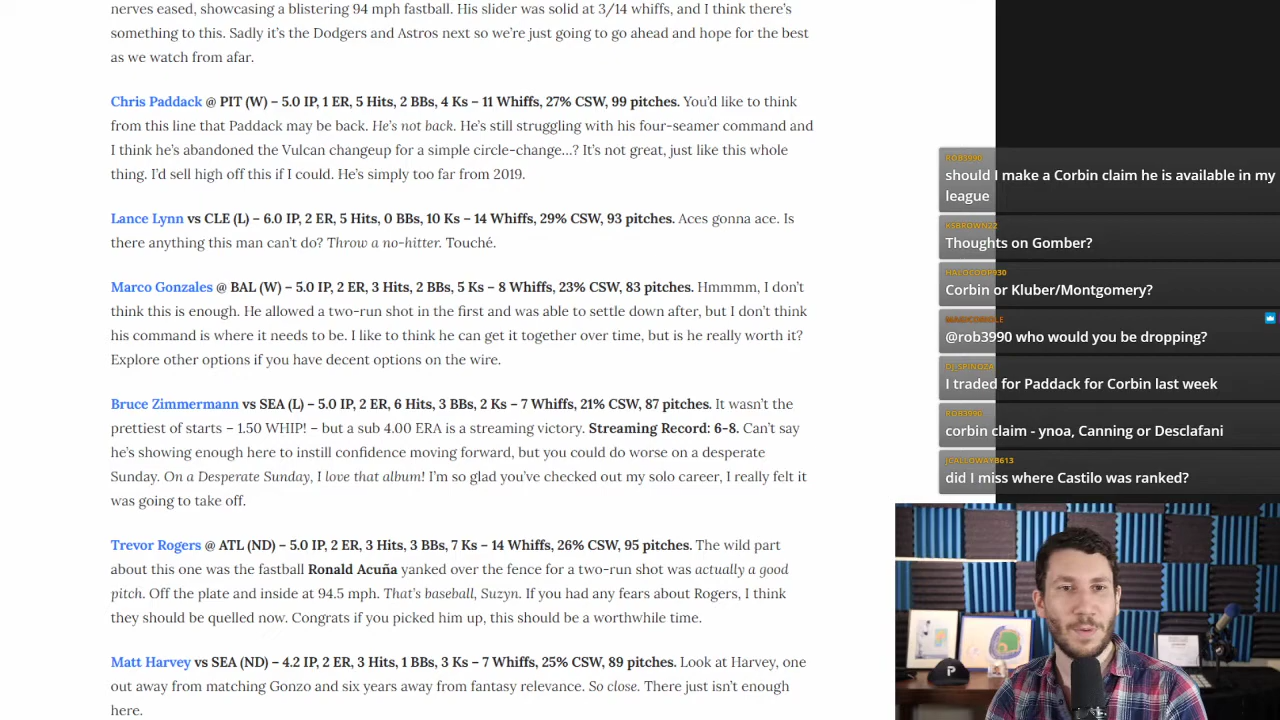 nerves eased, showcasing a blistering 94 mph fastball. His slider was solid at 3/14 whiffs, and I think there's
something to this. Sadly it's the Dodgers and Astros next so we're just going to go ahead and hope for the best
as we watch from afar.
Chris Paddack @ PIT (W) – 5.0 IP, 1 ER, 5 Hits, 2 BBs, 4 Ks – 11 Whiffs, 27% CSW, 99 pitches. You'd like to think
from this line that Paddack may be back. He's not back. He's still struggling with his four-seamer command and
I think he's abandoned the Vulcan changeup for a simple circle-change…? It's not great, just like this whole
thing. I'd sell high off this if I could. He's simply too far from 2019.
Lance Lynn vs CLE (L) – 6.0 IP, 2 ER, 5 Hits, 0 BBs, 10 Ks – 14 Whiffs, 29% CSW, 93 pitches. Aces gonna ace. Is
there anything this man can't do? Throw a no-hitter. Touché.
Marco Gonzales @ BAL (W) – 5.0 IP, 2 ER, 3 Hits, 2 BBs, 5 Ks – 8 Whiffs, 23% CSW, 83 pitches. Hmmmm, I don't
think this is enough. He allowed a two-run shot in the first and was able to settle down after, but I don't think
his command is where it needs to be. I like to think he can get it together over time, but is he really worth it?
Explore other options if you have decent options on the wire.
Bruce Zimmermann vs SEA (L) – 5.0 IP, 2 ER, 6 Hits, 3 BBs, 2 Ks – 7 Whiffs, 21% CSW, 87 pitches. It wasn't the
prettiest of starts – 1.50 WHIP! – but a sub 4.00 ERA is a streaming victory. Streaming Record: 6-8. Can't say
he's showing enough here to instill confidence moving forward, but you could do worse on a desperate
Sunday. On a Desperate Sunday, I love that album! I'm so glad you've checked out my solo career, I really felt it
was going to take off.
Trevor Rogers @ ATL (ND) – 5.0 IP, 2 ER, 3 Hits, 3 BBs, 7 Ks – 14 Whiffs, 26% CSW, 95 pitches. The wild part
about this one was the fastball Ronald Acuña yanked over the fence for a two-run shot was actually a good
pitch. Off the plate and inside at 94.5 mph. That's baseball, Suzyn. If you had any fears about Rogers, I think
they should be quelled now. Congrats if you picked him up, this should be a worthwhile time.
Matt Harvey vs SEA (ND) – 4.2 IP, 2 ER, 3 Hits, 1 BBs, 3 Ks – 7 Whiffs, 25% CSW, 89 pitches. Look at Harvey, one
out away from matching Gonzo and six years away from fantasy relevance. So close. There just isn't enough
here.
ROB3990
should I make a Corbin claim he is available in my
league
KSBROWN22
Thoughts on Gomber?
HALOCOOP930
Corbin or Kluber/Montgomery?
@rob3990 who would you be dropping?
DJ_SPINOZA
I traded for Paddack for Corbin last week
ROB3990
corbin claim - ynoa, Canning or Desclafani
JCALLOWAY8613
did I miss where Castilo was ranked?
P